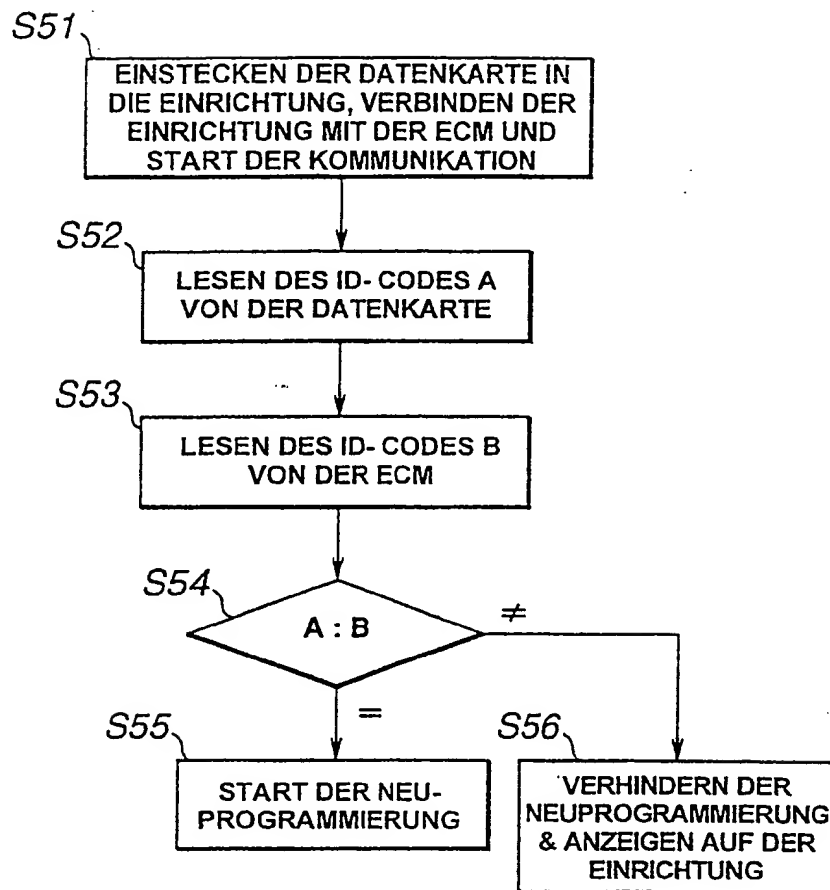 S51
EINSTECKEN DER DATENKARTE IN
DIE EINRICHTUNG, VERBINDEN DER
EINRICHTUNG MIT DER ECM UND
START DER KOMMUNIKATION
S52
LESEN DES ID- CODES A
VON DER DATENKARTE
S53
LESEN DES ID- CODES B
VON DER ECM
S54
A : B
≠
=
S55
START DER NEU-
PROGRAMMIERUNG
S56
VERHINDERN DER
NEUPROGRAMMIERUNG
& ANZEIGEN AUF DER
EINRICHTUNG